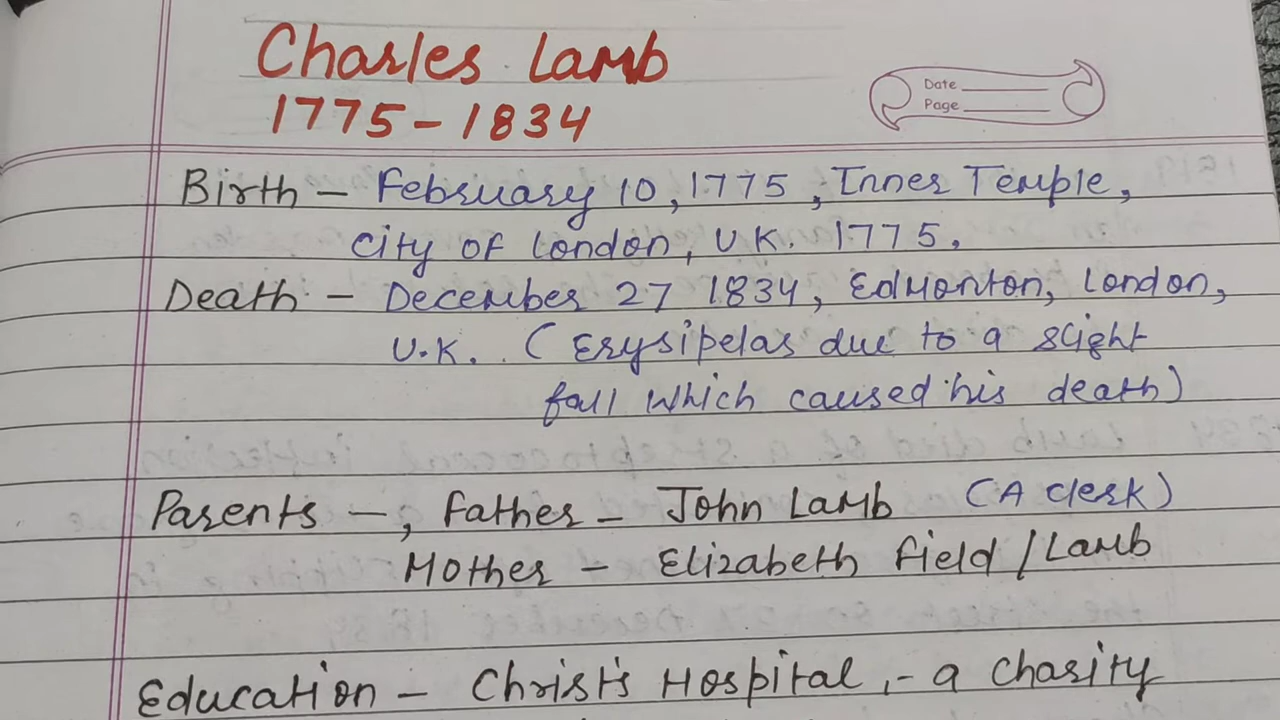 Charles Lamb
1775 - 1834
Date
Page
Birth - February 10, 1775, Inner Temple,
City of London, U.K. 1775.
Death - December 27 1834, Edmonton, London,
U.K. (Erysipelas due to a slight
fall which caused his death)
Parents -, Father - John Lamb (A clerk)
Mother - Elizabeth Field / Lamb
Education - Christ's Hospital,- a charity